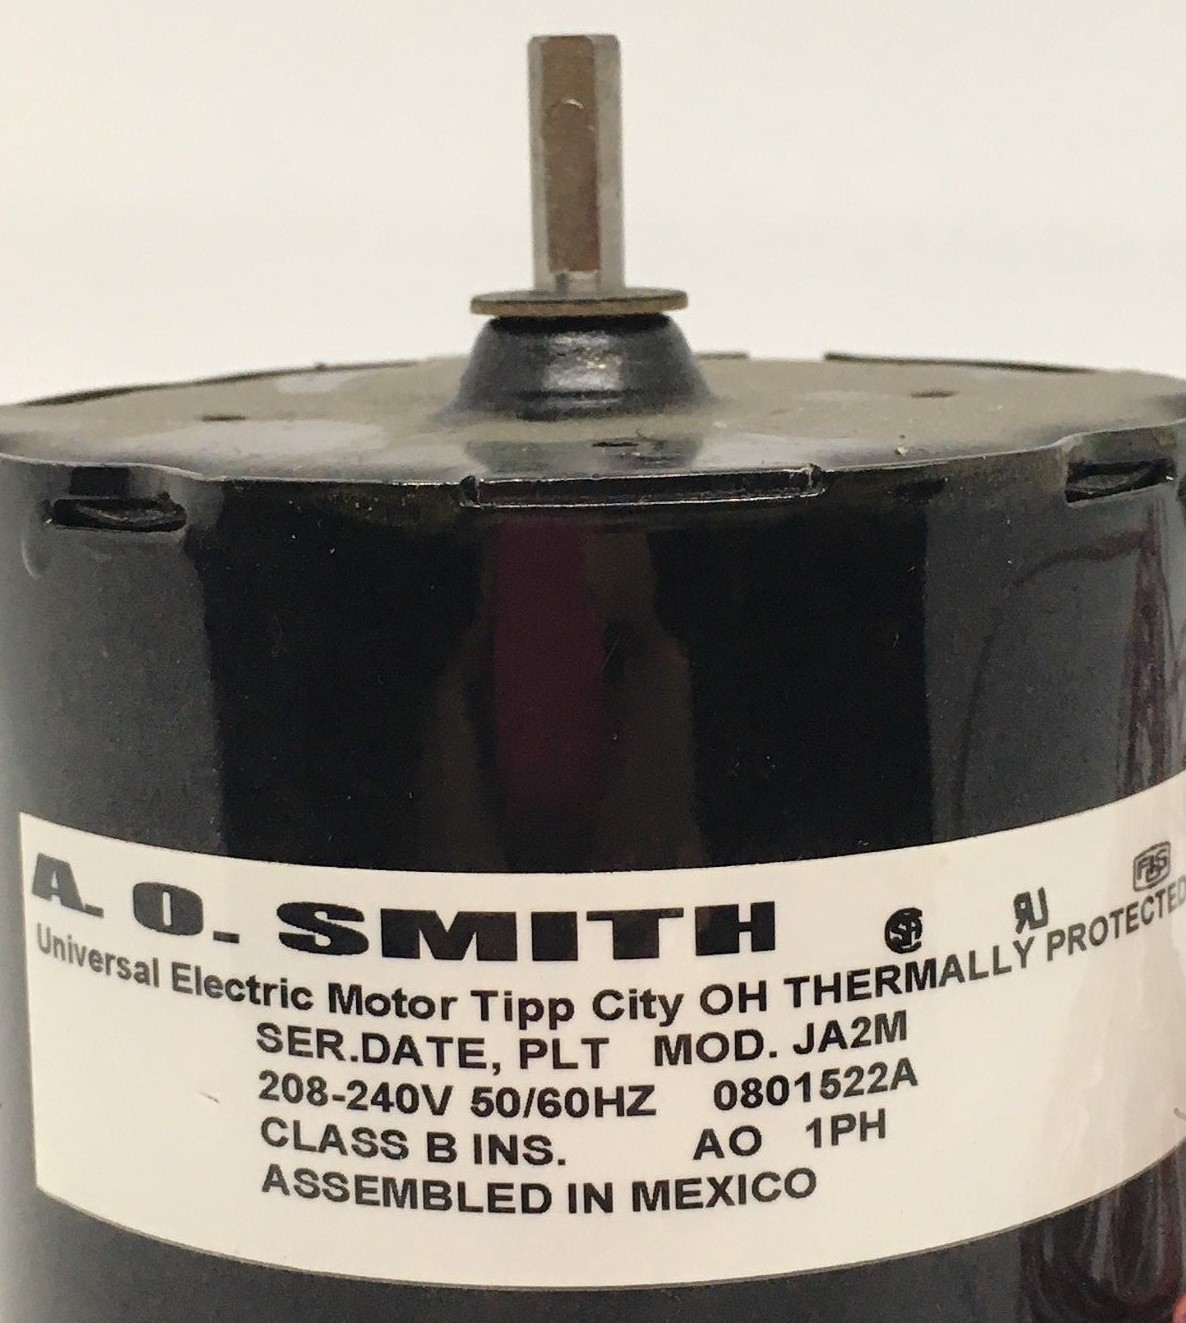 A. O. SMITH
Universal Electric Motor Tipp City OH THERMALLY PROTECTED
SER.DATE, PLT MOD. JA2M
208-240V 50/60HZ 0801522A
CLASS B INS. AO 1PH
ASSEMBLED IN MEXICO